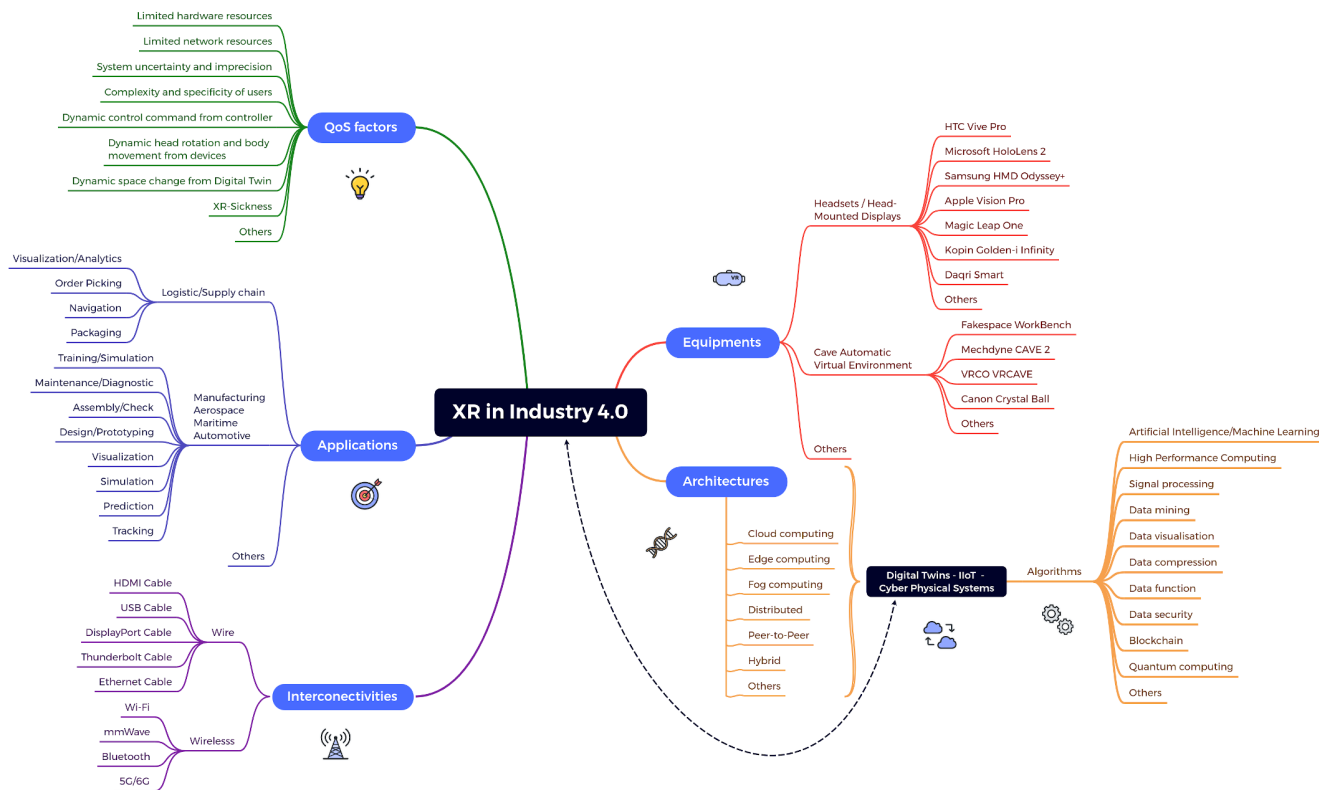 Limited hardware resources
Limited network resources
System uncertainty and imprecision
Complexity and specificity of users
Dynamic control command from controller
Dynamic head rotation and body
movement from devices
Dynamic space change from Digital Twin
XR-Sickness
Others
QoS factors
Visualization/Analytics
Order Picking
Navigation
Packaging
Logistic/Supply chain
Training/Simulation
Maintenance/Diagnostic
Assembly/Check
Design/Prototyping
Visualization
Simulation
Prediction
Tracking
Manufacturing
Aerospace
Maritime
Automotive
Others
Applications
HDMI Cable
USB Cable
DisplayPort Cable
Thunderbolt Cable
Ethernet Cable
Wire
Wi-Fi
mmWave
Bluetooth
5G/6G
Wirelesss
Interconectivities
XR in Industry 4.0
Equipments
Headsets / Head-
Mounted Displays
HTC Vive Pro
Microsoft HoloLens 2
Samsung HMD Odyssey+
Apple Vision Pro
Magic Leap One
Kopin Golden-i Infinity
Daqri Smart
Others
VR
Cave Automatic
Virtual Environment
Fakespace WorkBench
Mechdyne CAVE 2
VRCO VRCAVE
Canon Crystal Ball
Others
Others
Architectures
Cloud computing
Edge computing
Fog computing
Distributed
Peer-to-Peer
Hybrid
Others
Digital Twins - IIoT -
Cyber Physical Systems
Algorithms
Artificial Intelligence/Machine Learning
High Performance Computing
Signal processing
Data mining
Data visualisation
Data compression
Data function
Data security
Blockchain
Quantum computing
Others